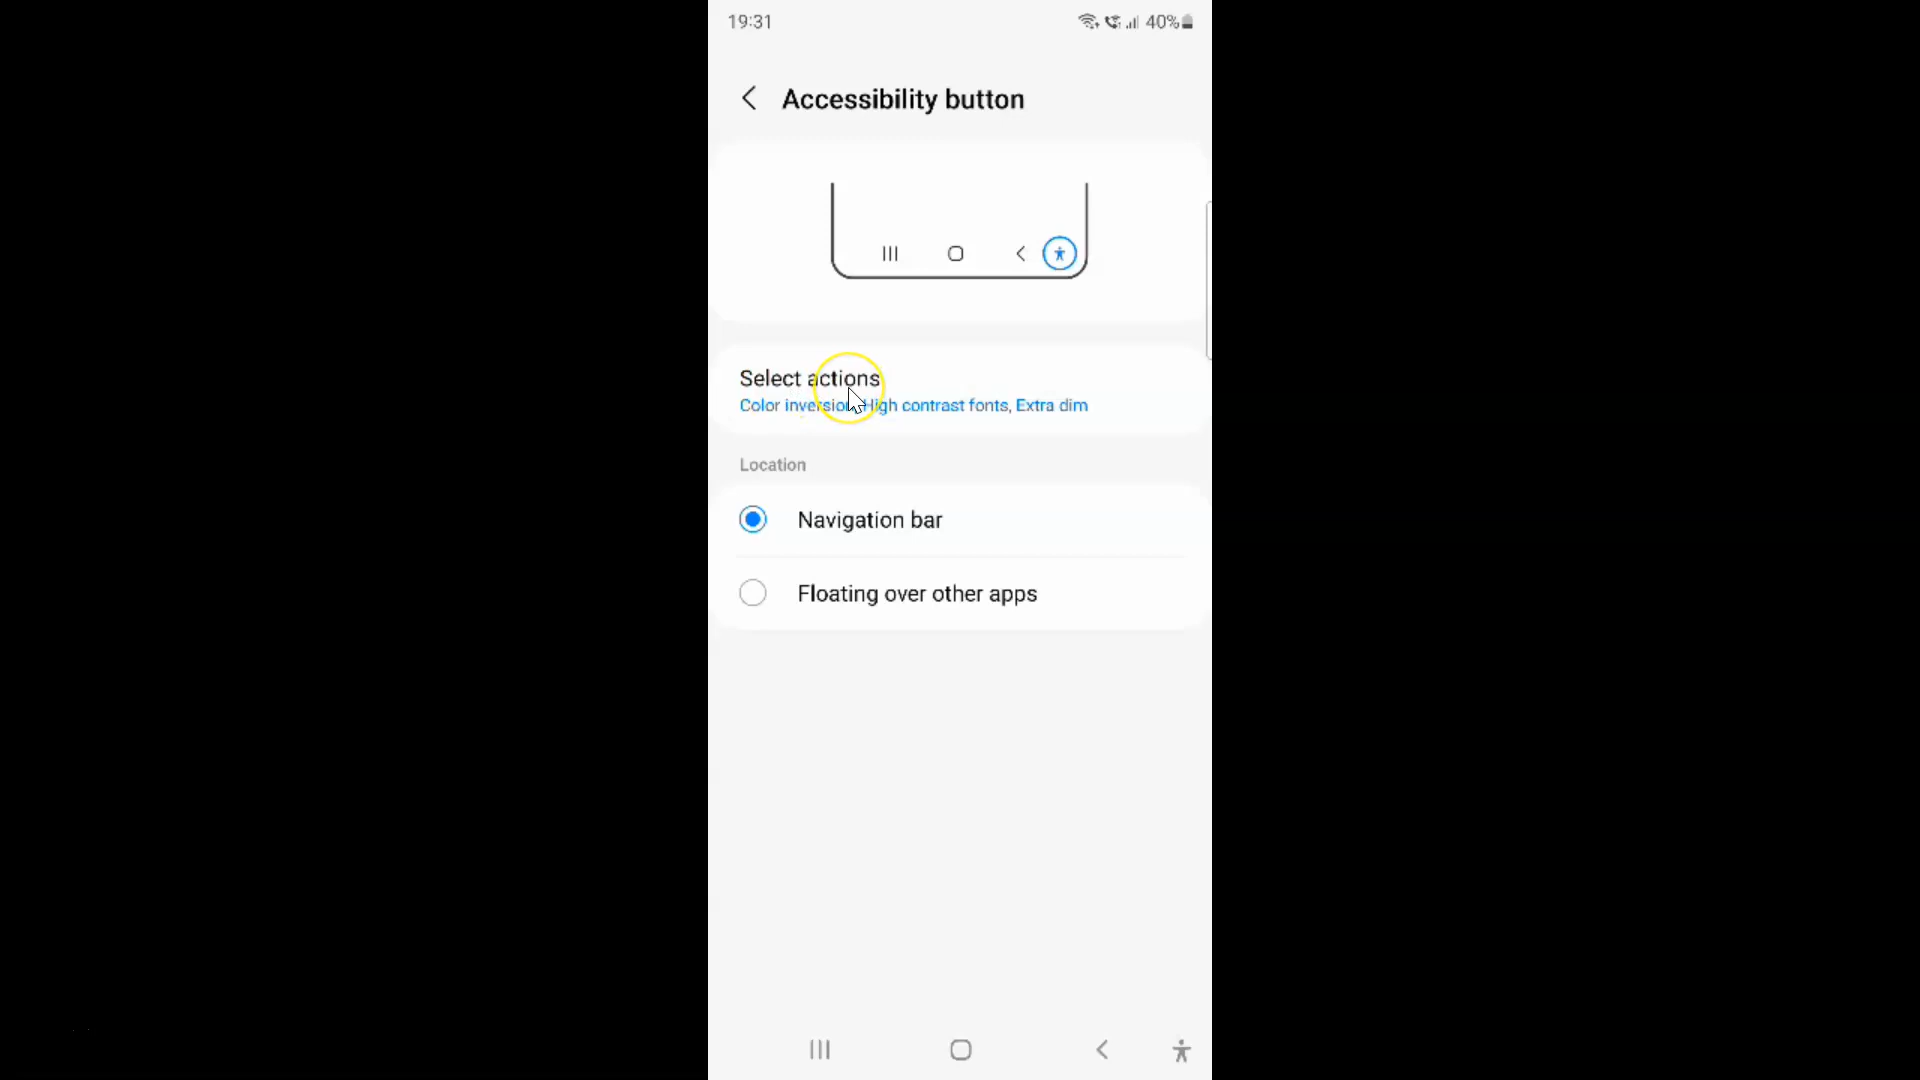 19:31
40%
Accessibility button
Select actions
Color inversion, High contrast fonts, Extra dim
Location
Navigation bar
Floating over other apps